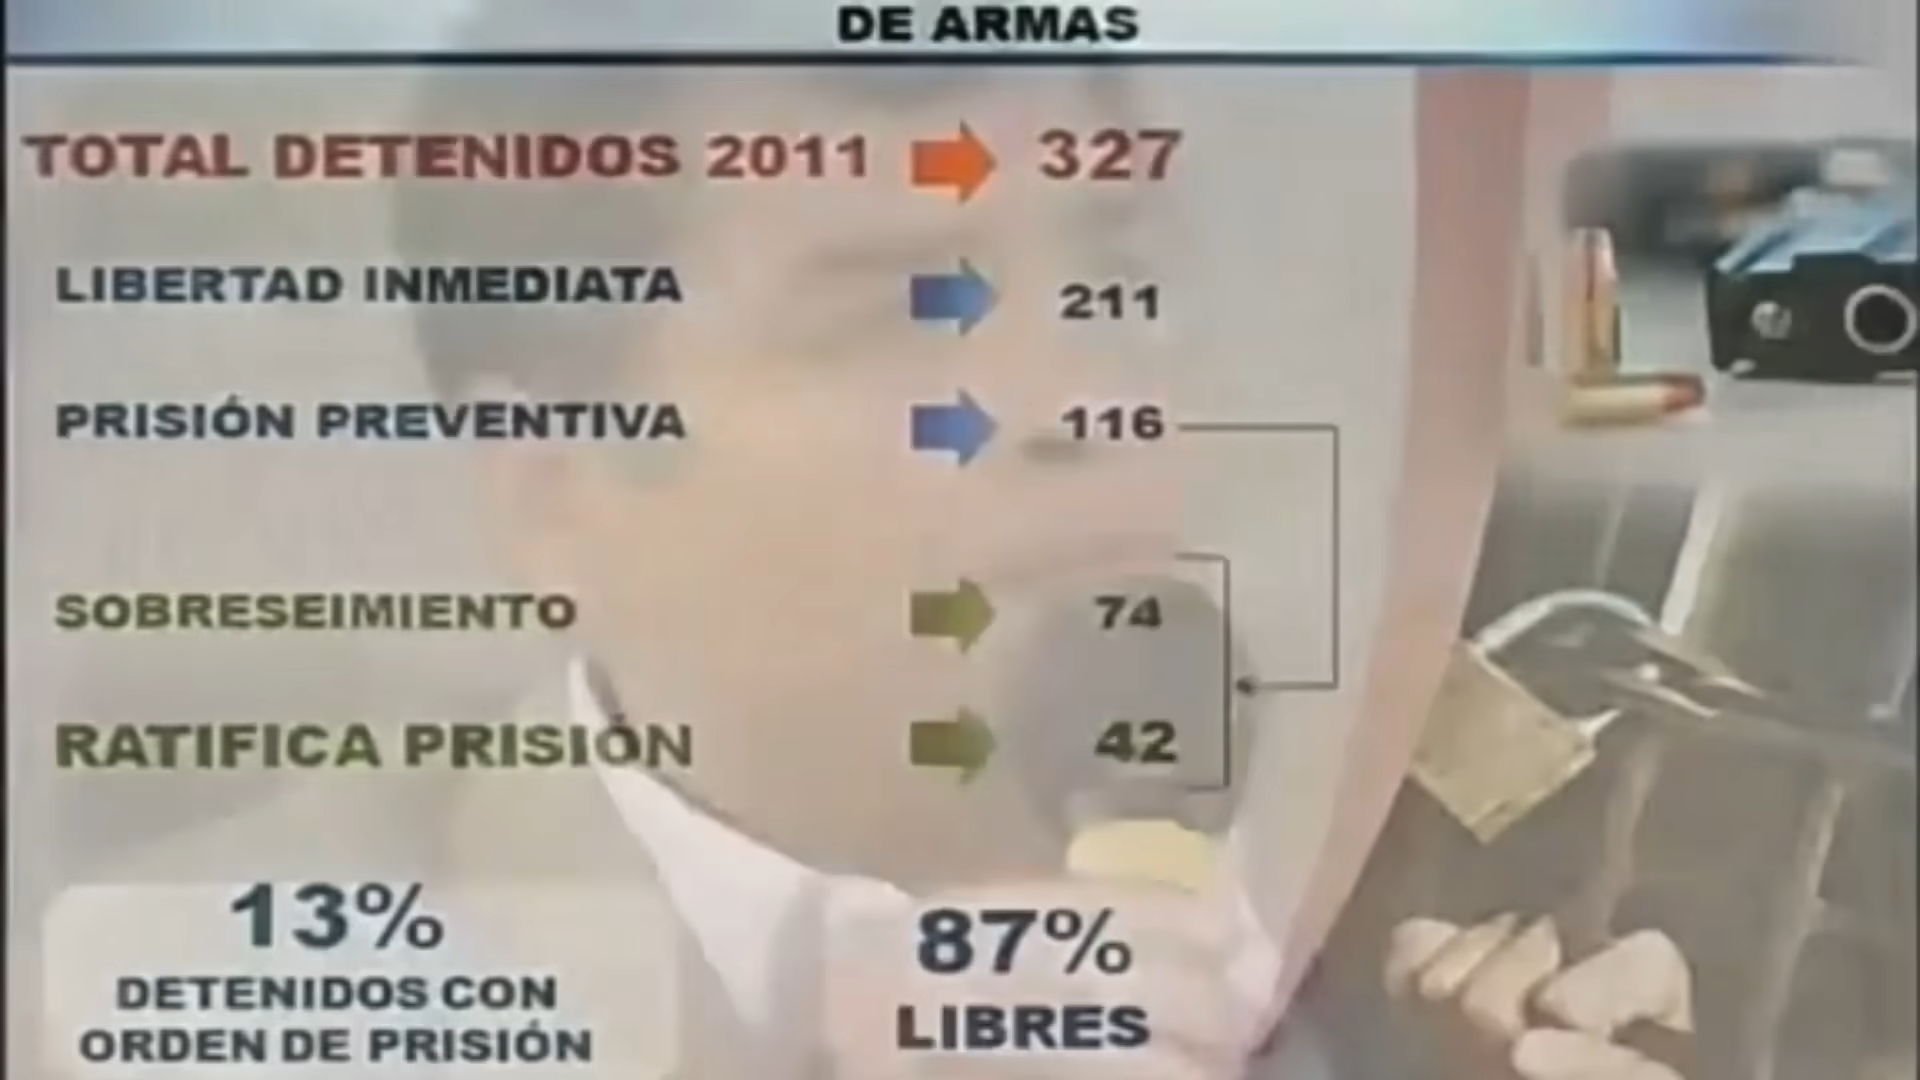 DE ARMAS
TOTAL DETENIDOS 2011 327
LIBERTAD INMEDIATA 211
PRISIÓN PREVENTIVA 116
SOBRESEIMIENTO 74
RATIFICA PRISIÓN 42
13%
DETENIDOS CON
ORDEN DE PRISIÓN
87%
LIBRES